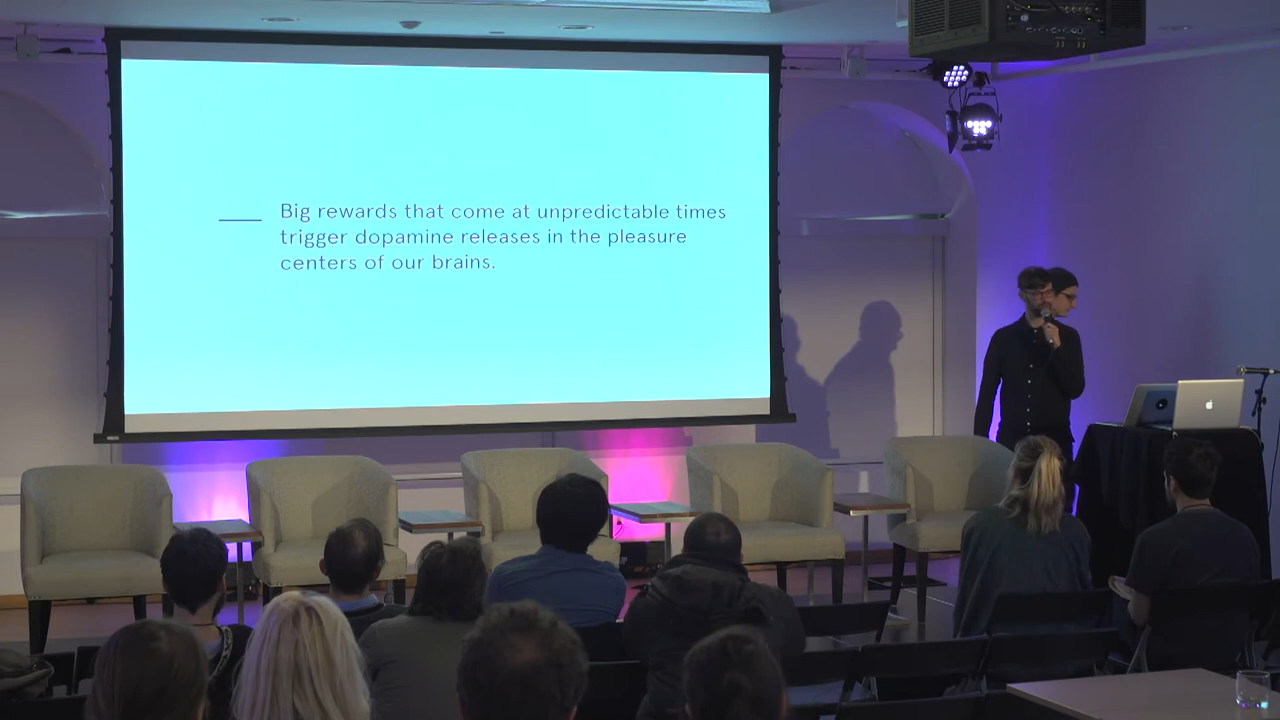 Big rewards that come at unpredictable times
trigger dopamine releases in the pleasure
centers of our brains.